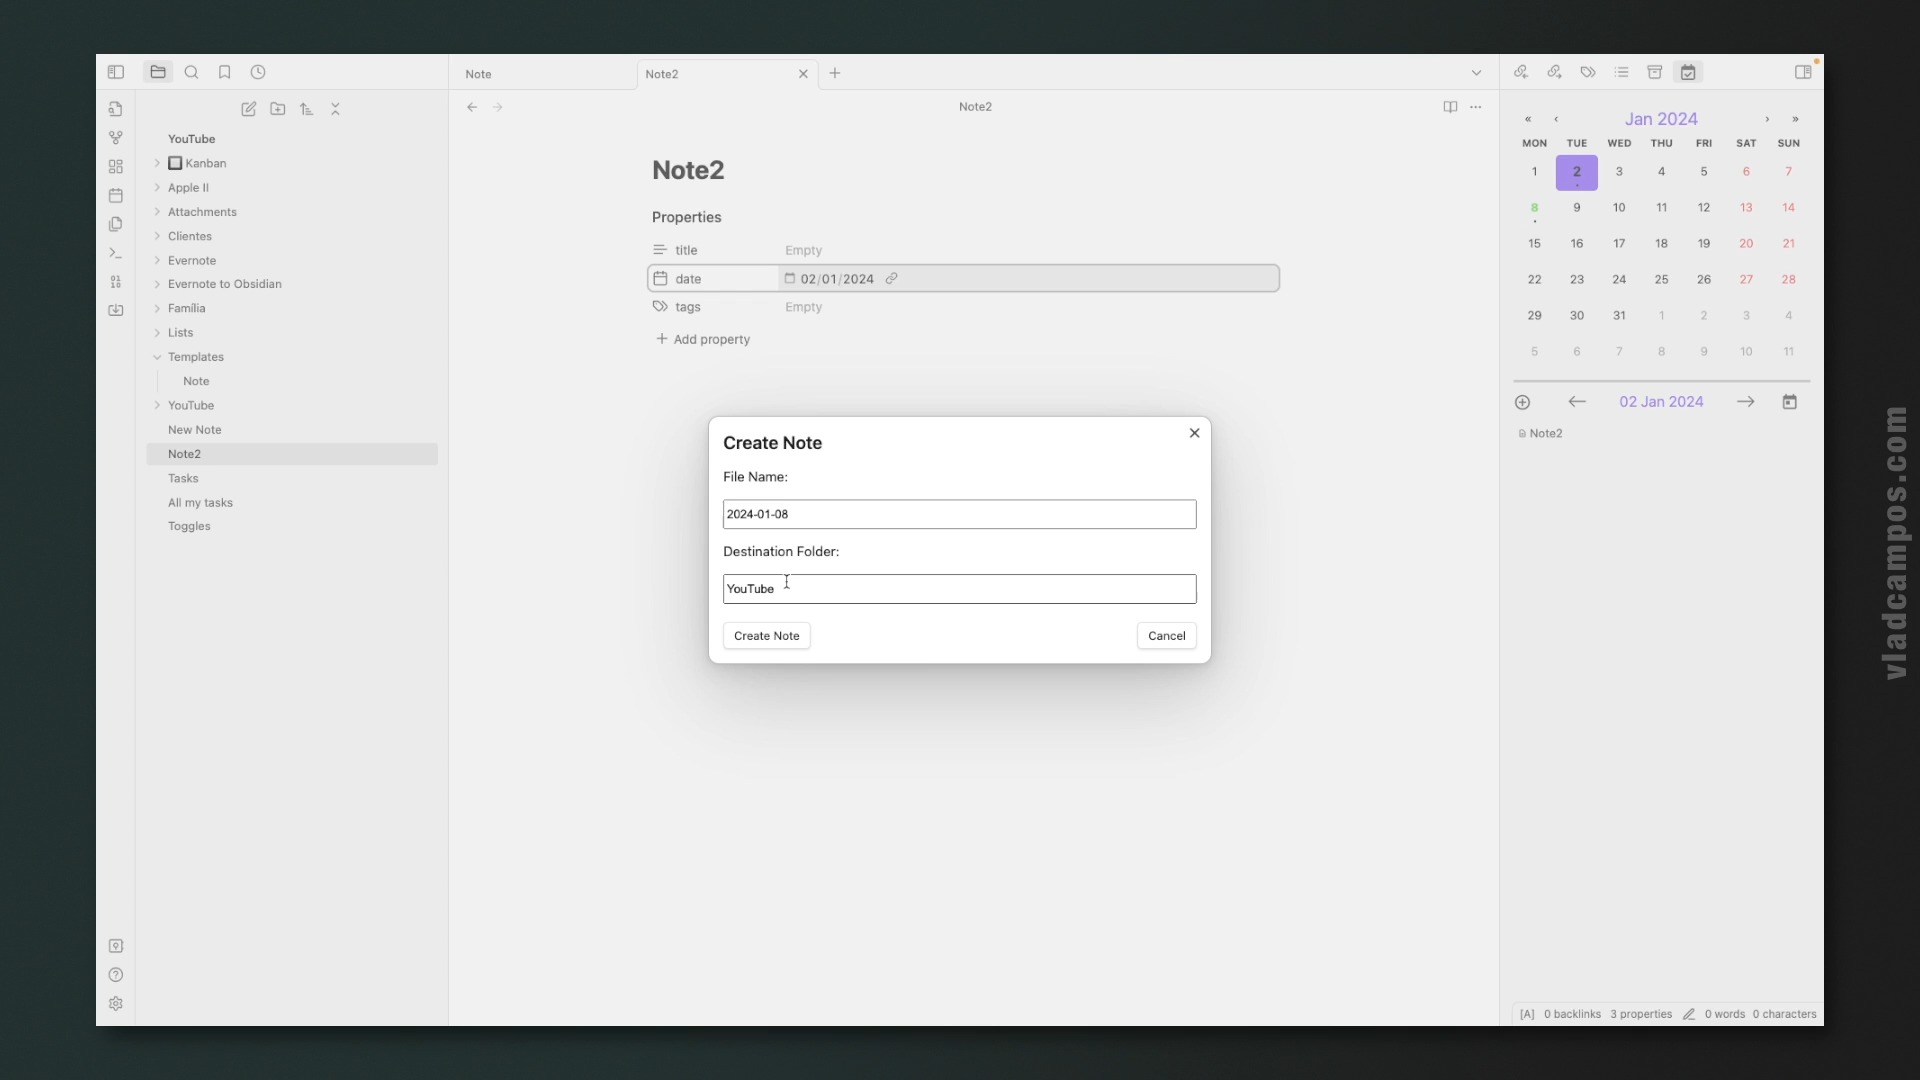 Note
Note2
Note2
YouTube
Kanban
Apple II
Attachments
Clientes
Evernote
Evernote to Obsidian
Família
Lists
Templates
Note
YouTube
New Note
Note2
Tasks
All my tasks
Toggles
Note2
Properties
title Empty
date 02/01/2024
tags Empty
Add property
Create Note
File Name:
2024-01-08
Destination Folder:
YouTube
Create Note Cancel
Jan 2024
MON TUE WED THU FRI SAT SUN
1 2 3 4 5 6 7
8 9 10 11 12 13 14
15 16 17 18 19 20 21
22 23 24 25 26 27 28
29 30 31 1 2 3 4
5 6 7 8 9 10 11
02 Jan 2024
Note2
[A] 0 backlinks 3 properties 0 words 0 characters
vladcampos.com